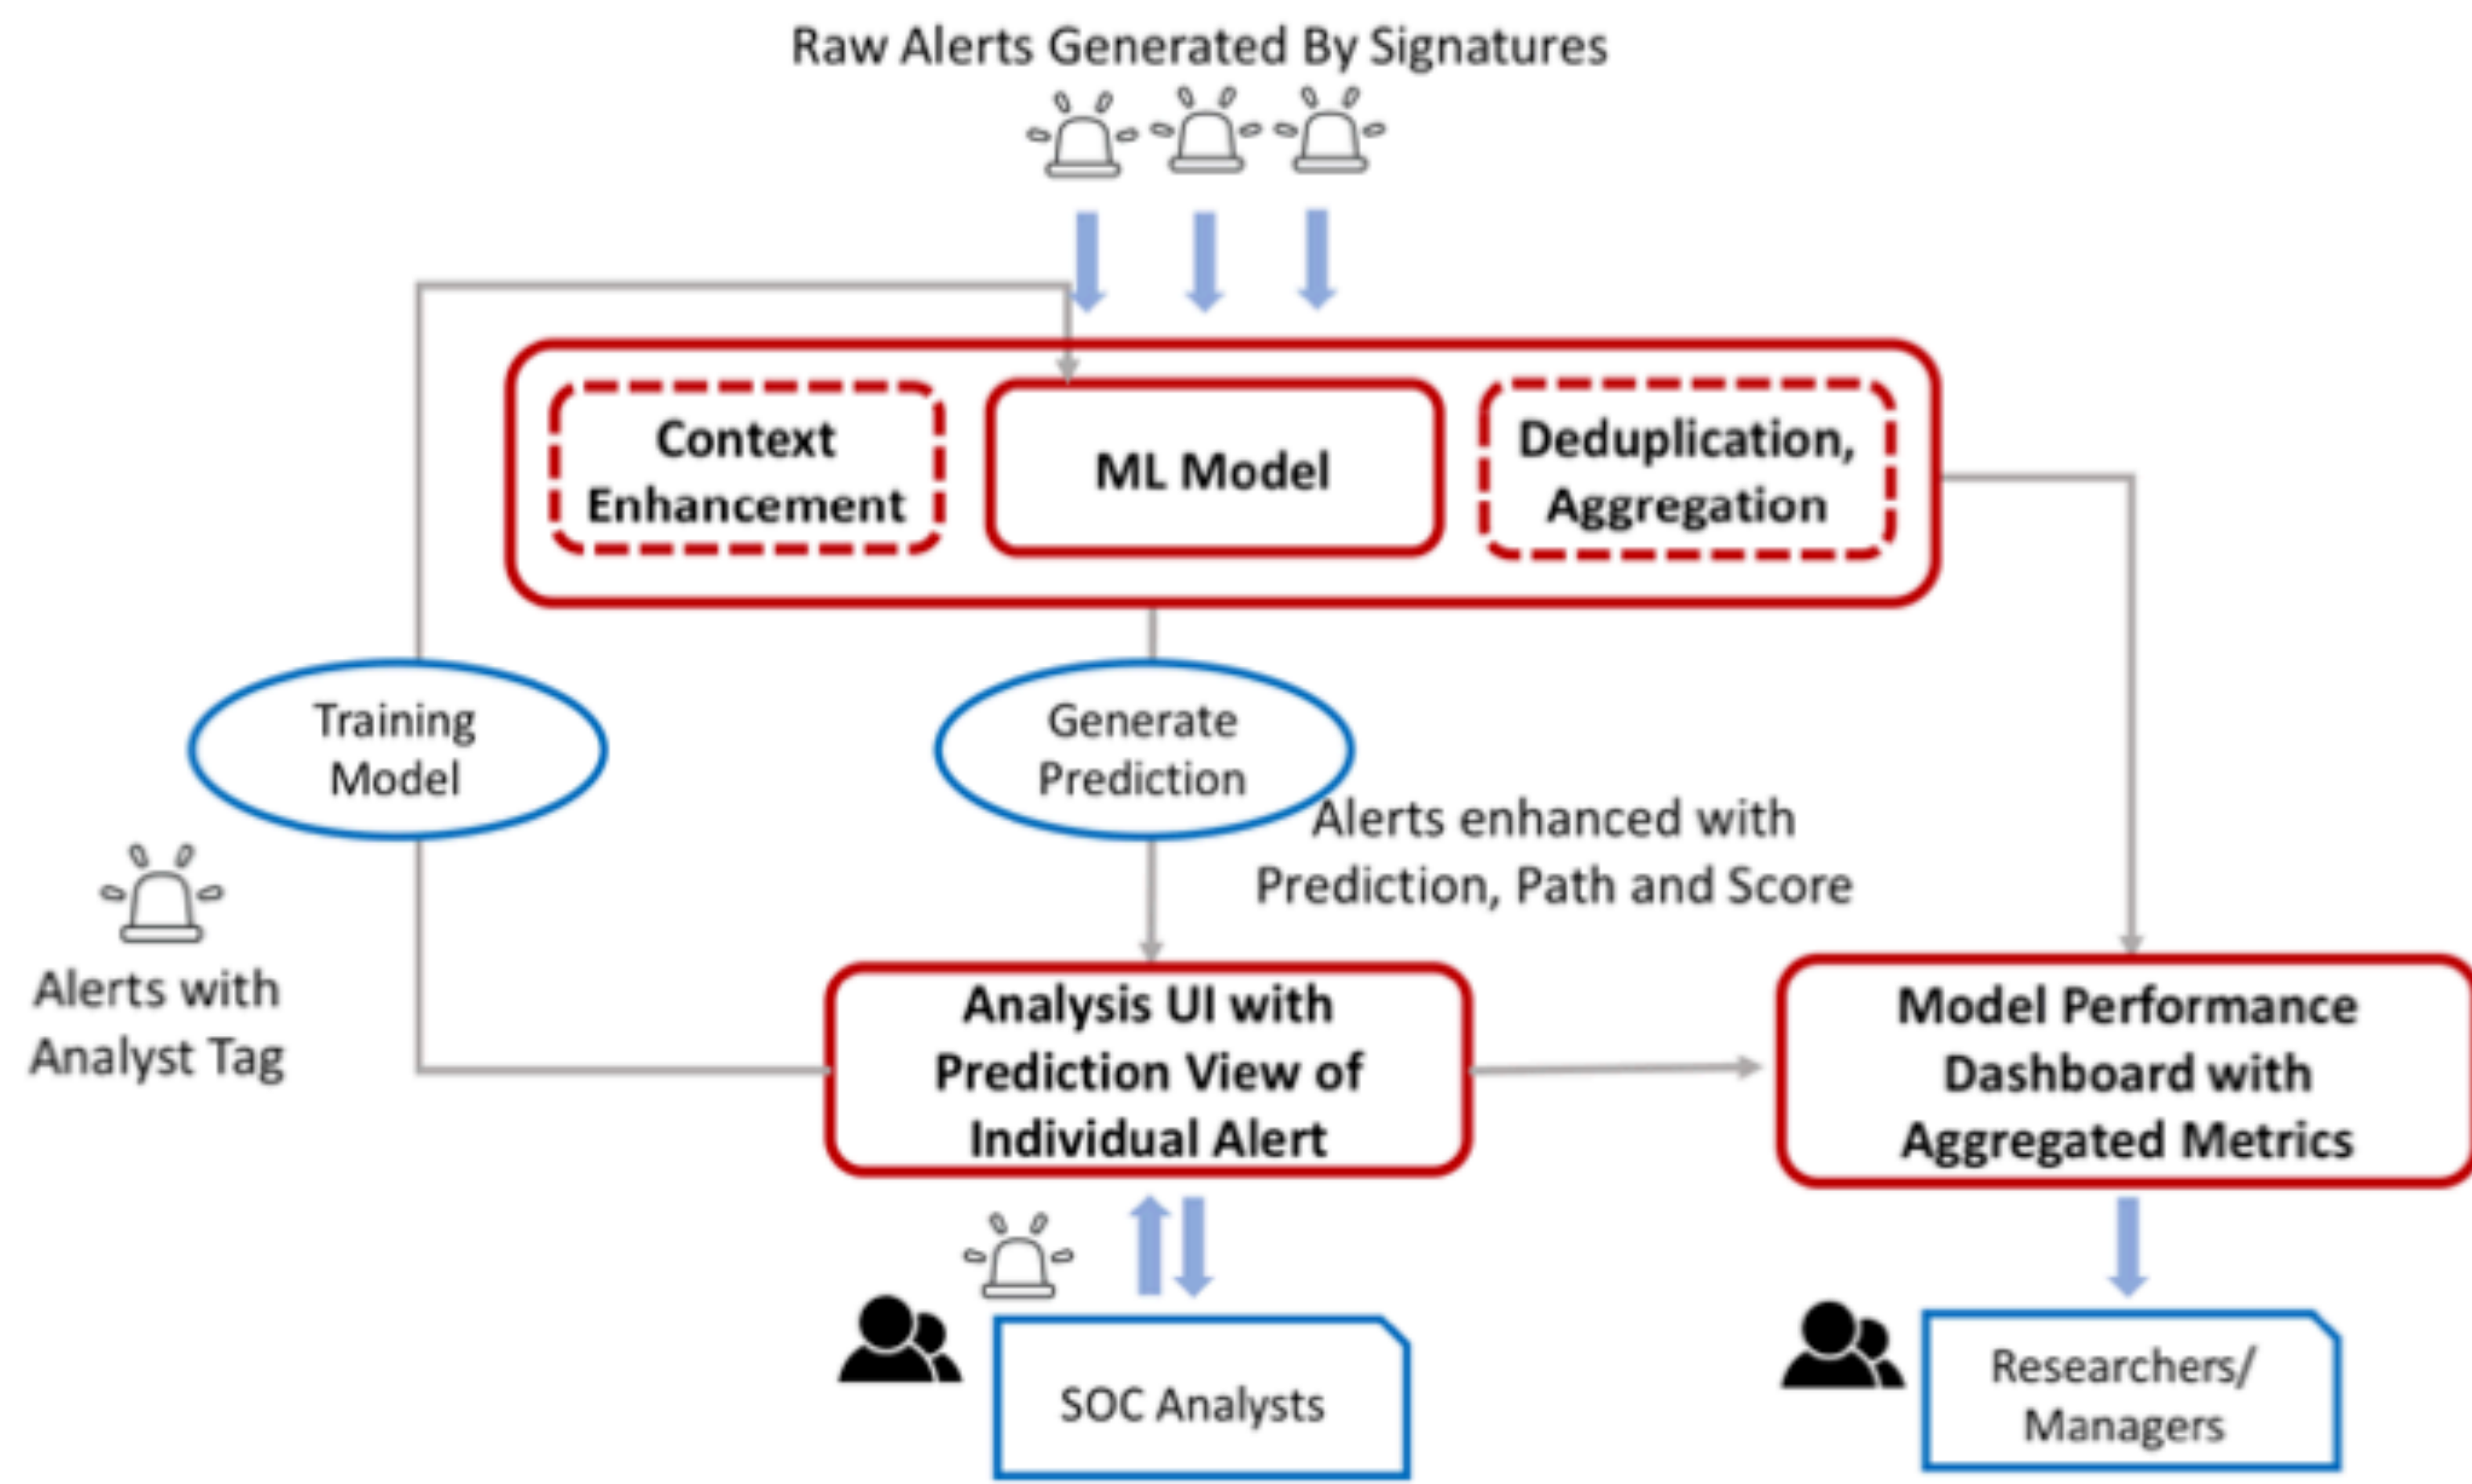 Raw Alerts Generated By Signatures
Context
Enhancement
ML Model
Deduplication,
Aggregation
Training
Model
Generate
Prediction
Alerts enhanced with
Prediction, Path and Score
Alerts with
Analyst Tag
Analysis UI with
Prediction View of
Individual Alert
Model Performance
Dashboard with
Aggregated Metrics
SOC Analysts
Researchers/
Managers